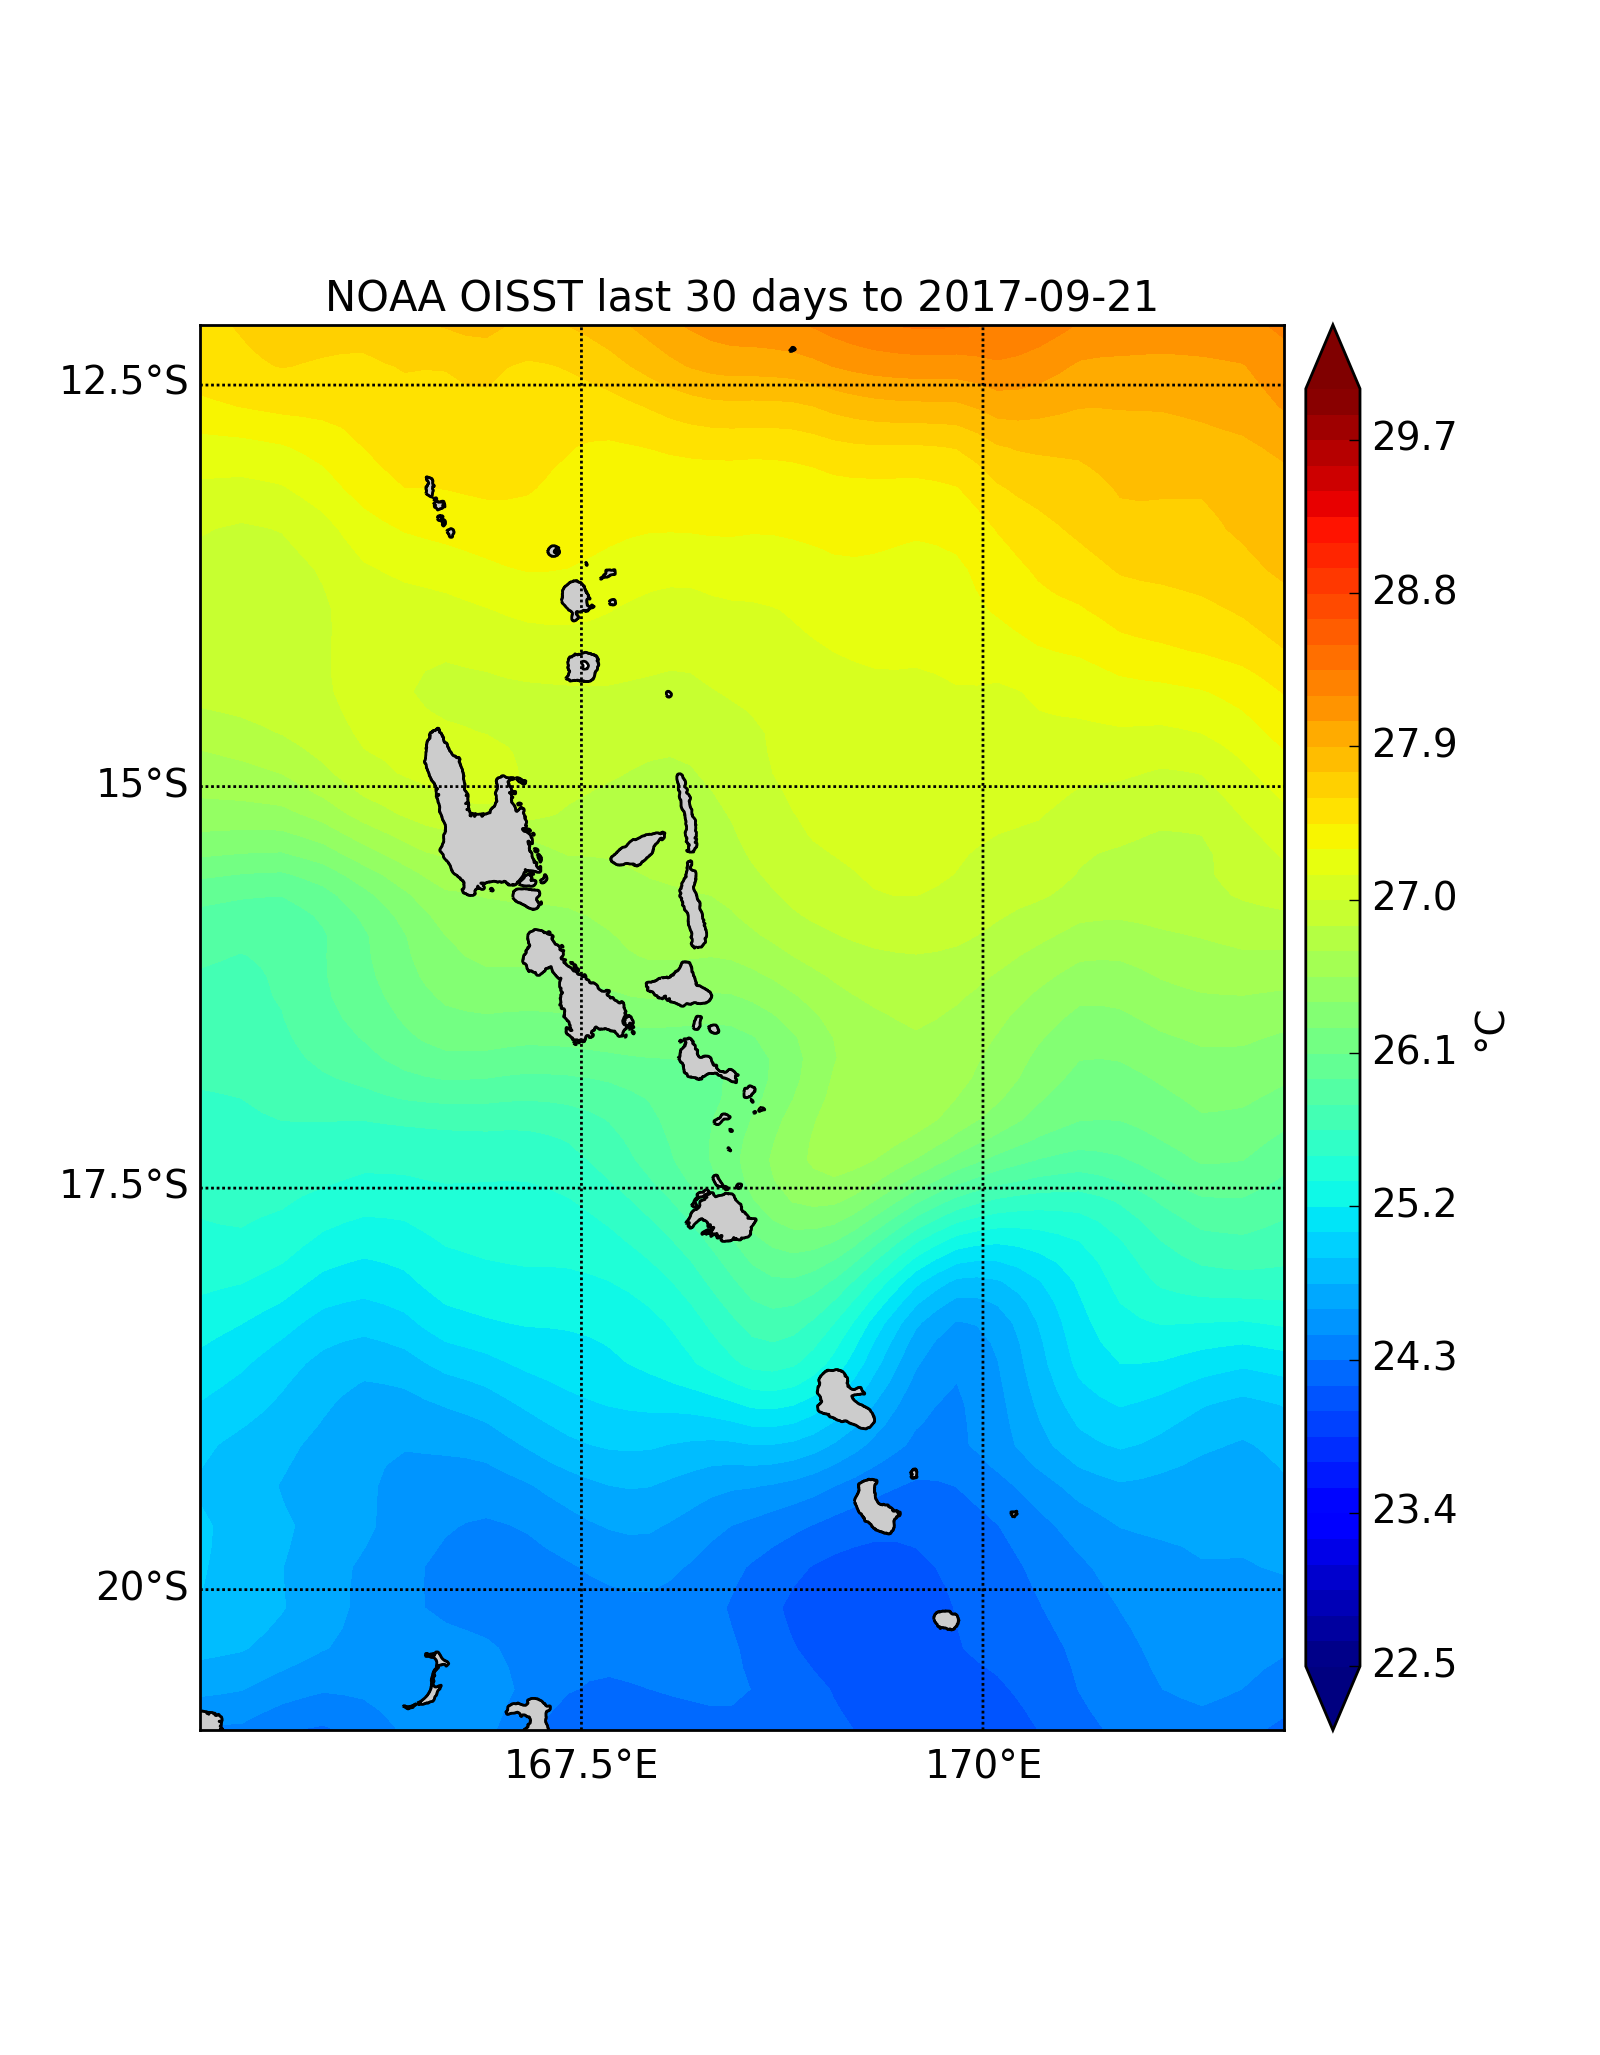 NOAA OISST last 30 days to 2017-09-21
12.5°S
15°S
17.5°S
20°S
167.5°E
170°E
29.7
28.8
27.9
27.0
26.1
25.2
24.3
23.4
22.5
°C